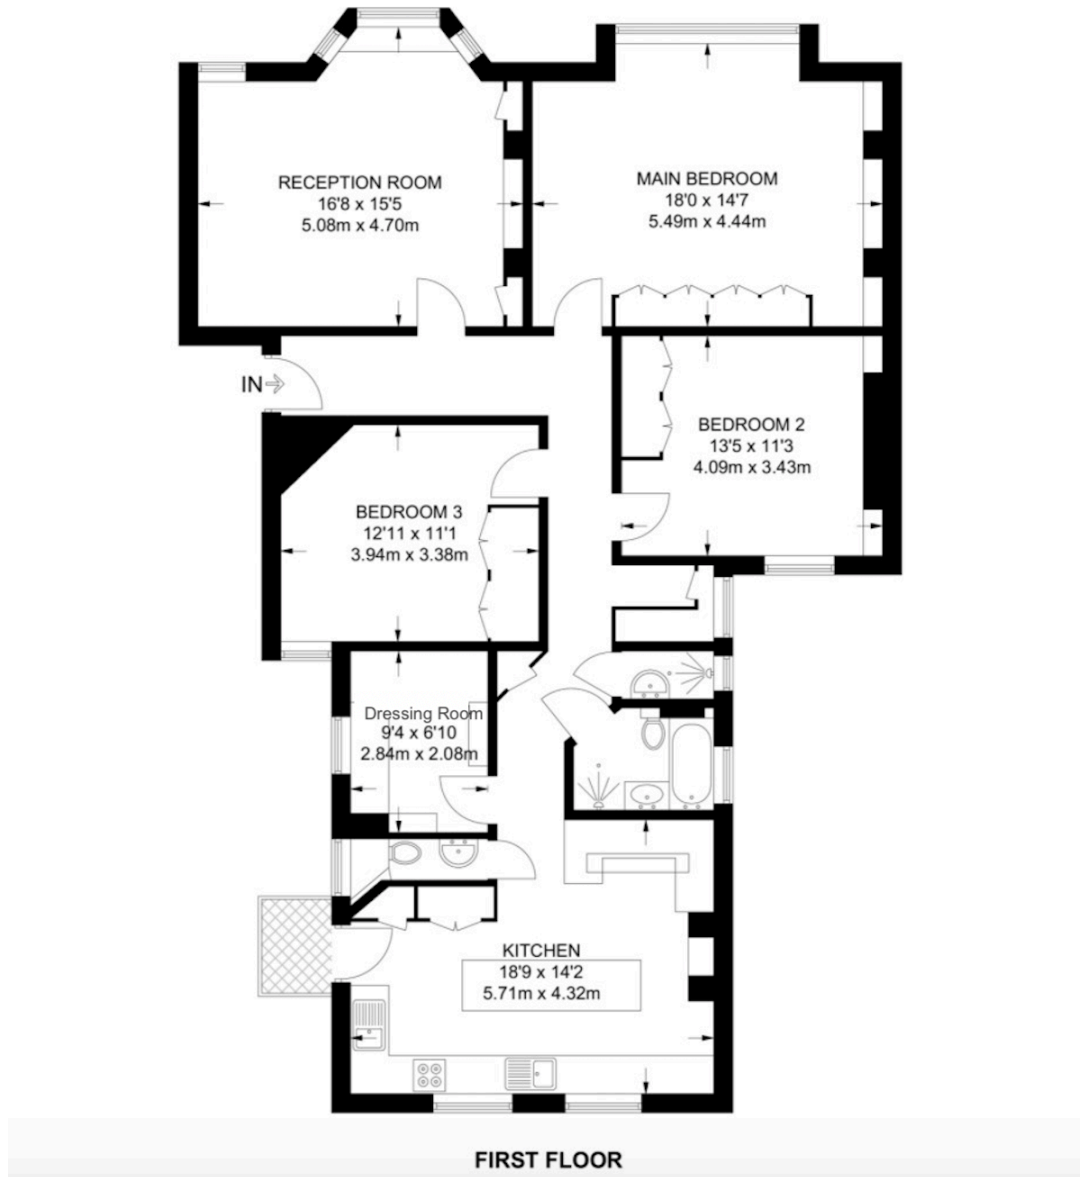 RECEPTION ROOM
16'8 x 15'5
5.08m x 4.70m
MAIN BEDROOM
18'0 x 14'7
5.49m x 4.44m
IN
BEDROOM 2
13'5 x 11'3
4.09m x 3.43m
BEDROOM 3
12'11 x 11'1
3.94m x 3.38m
Dressing Room
9'4 x 6'10
2.84m x 2.08m
KITCHEN
18'9 x 14'2
5.71m x 4.32m
FIRST FLOOR